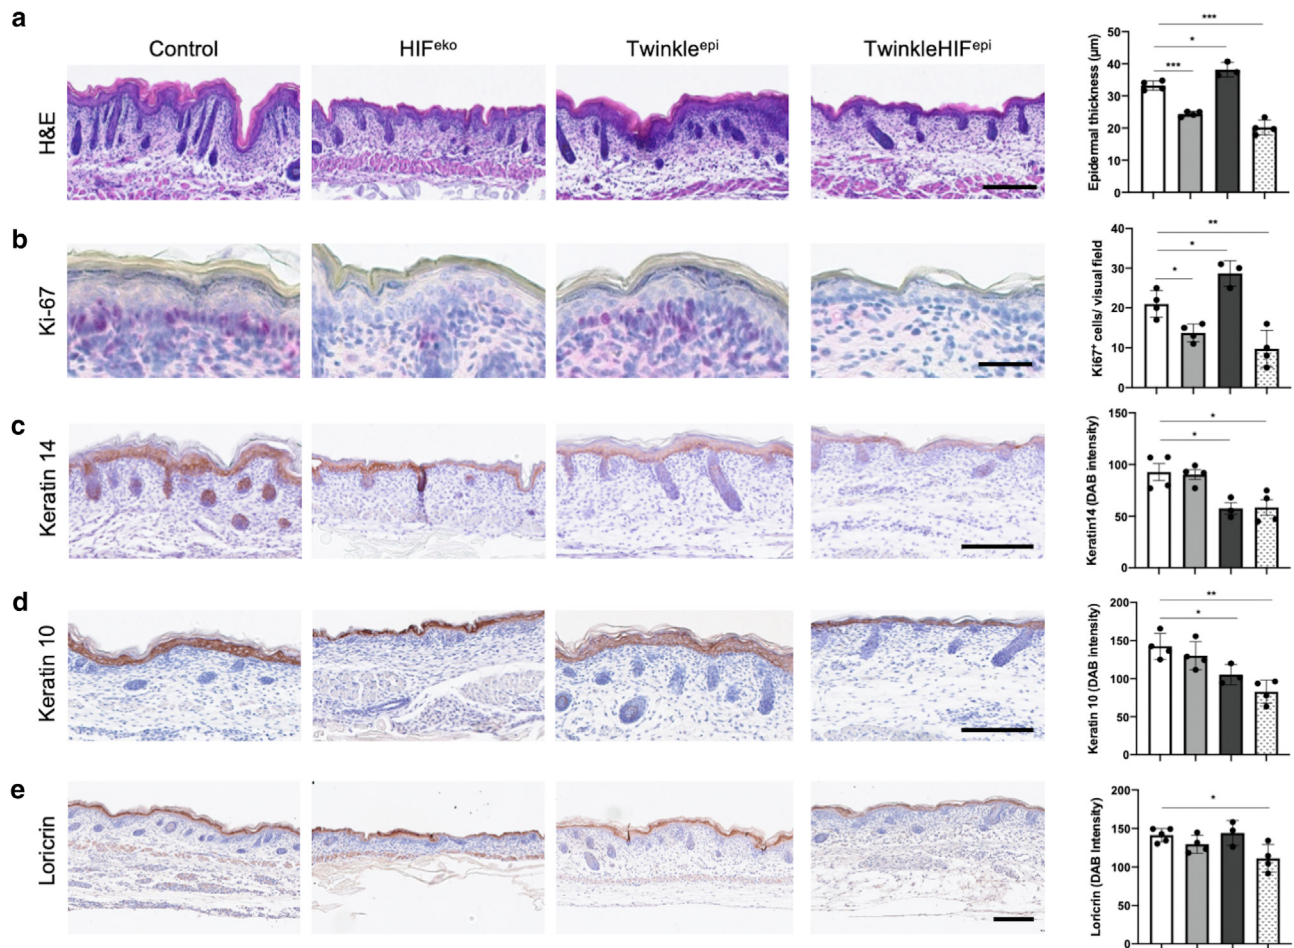 a
Control
HIFeko
Twinkleepi
TwinkleHIFepi
H&E
Epidermal thickness (µm)
50
40
30
20
10
0
***
*
***
b
Ki-67
Ki67+ cells/ visual field
40
30
20
10
0
**
*
*
c
Keratin 14
Keratin14 (DAB intensity)
150
100
50
0
*
*
d
Keratin 10
Keratin 10 (DAB intensity)
200
150
100
50
0
**
*
e
Loricrin
Loricrin (DAB Intensity)
200
150
100
50
0
*